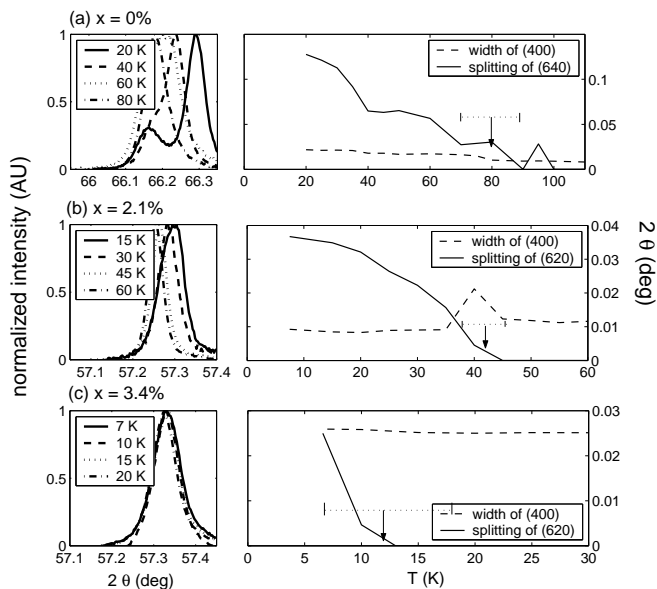 (a) x = 0%
normalized intensity (AU)
2 θ (deg)
1
0.5
0
20 K
40 K
60 K
80 K
66
66.1
66.2
66.3
width of (400)
splitting of (640)
0.1
0.05
0
0
20
40
60
80
100
(b) x = 2.1%
1
0.5
0
15 K
30 K
45 K
60 K
57.1
57.2
57.3
57.4
width of (400)
splitting of (620)
0.04
0.03
0.02
0.01
0
0
10
20
30
40
50
60
(c) x = 3.4%
1
0.5
0
7 K
10 K
15 K
20 K
57.1
57.2
57.3
57.4
2 θ (deg)
width of (400)
splitting of (620)
0.03
0.02
0.01
0
0
5
10
15
20
25
30
T (K)